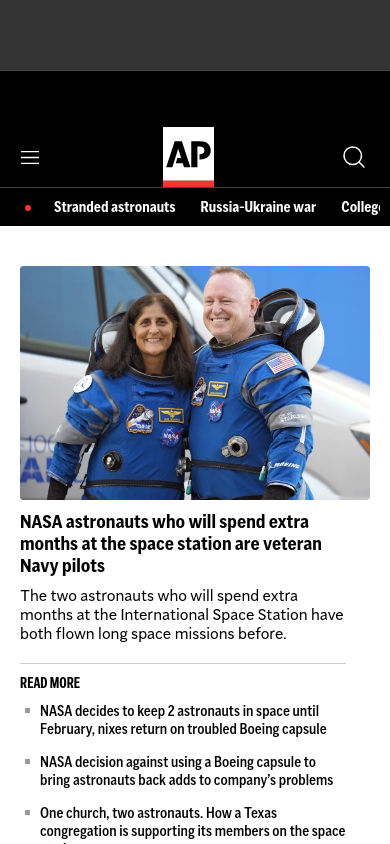 AP
Stranded astronauts
Russia-Ukraine war
College
NASA
BOEING
NASA astronauts who will spend extra
months at the space station are veteran
Navy pilots
The two astronauts who will spend extra
months at the International Space Station have
both flown long space missions before.
READ MORE
NASA decides to keep 2 astronauts in space until
February, nixes return on troubled Boeing capsule
NASA decision against using a Boeing capsule to
bring astronauts back adds to company's problems
One church, two astronauts. How a Texas
congregation is supporting its members on the space